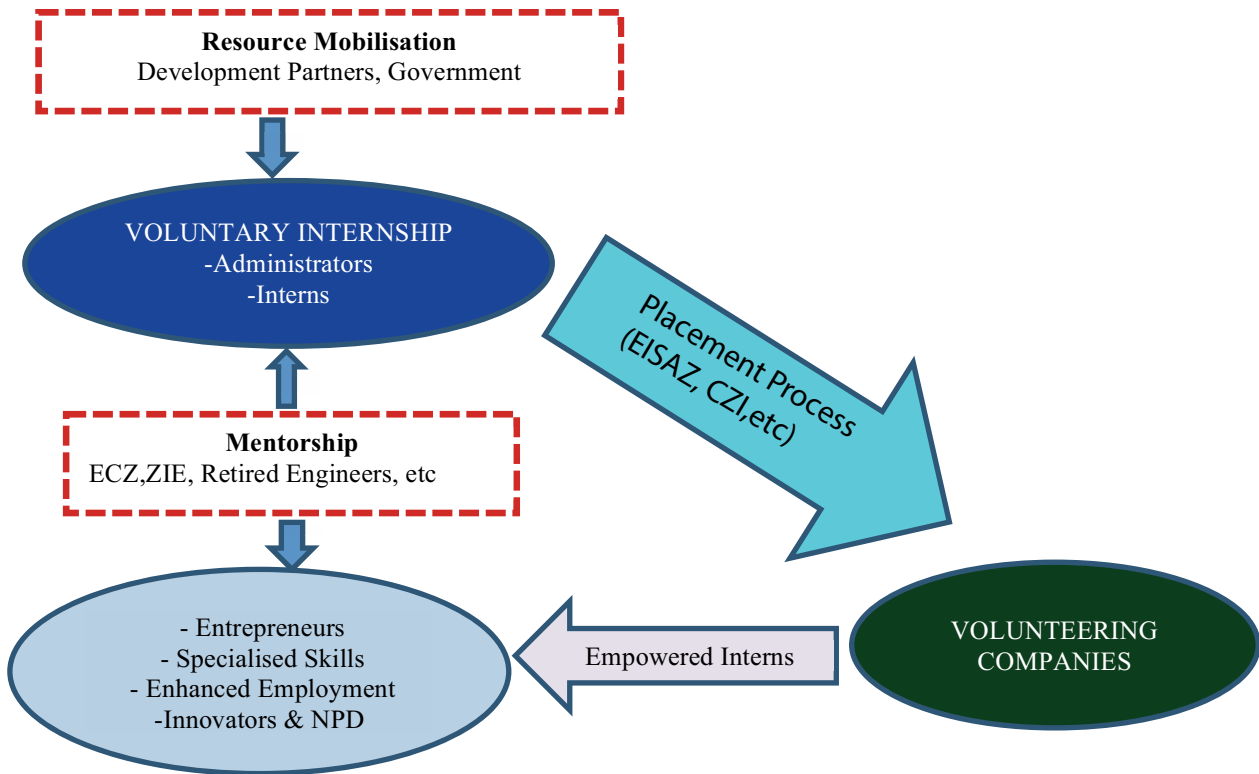 Resource Mobilisation
Development Partners, Government
VOLUNTARY INTERNSHIP
-Administrators
-Interns
Placement Process
(EISAZ, CZI,etc)
Mentorship
ECZ,ZIE, Retired Engineers, etc
- Entrepreneurs
- Specialised Skills
- Enhanced Employment
-Innovators & NPD
Empowered Interns
VOLUNTEERING
COMPANIES